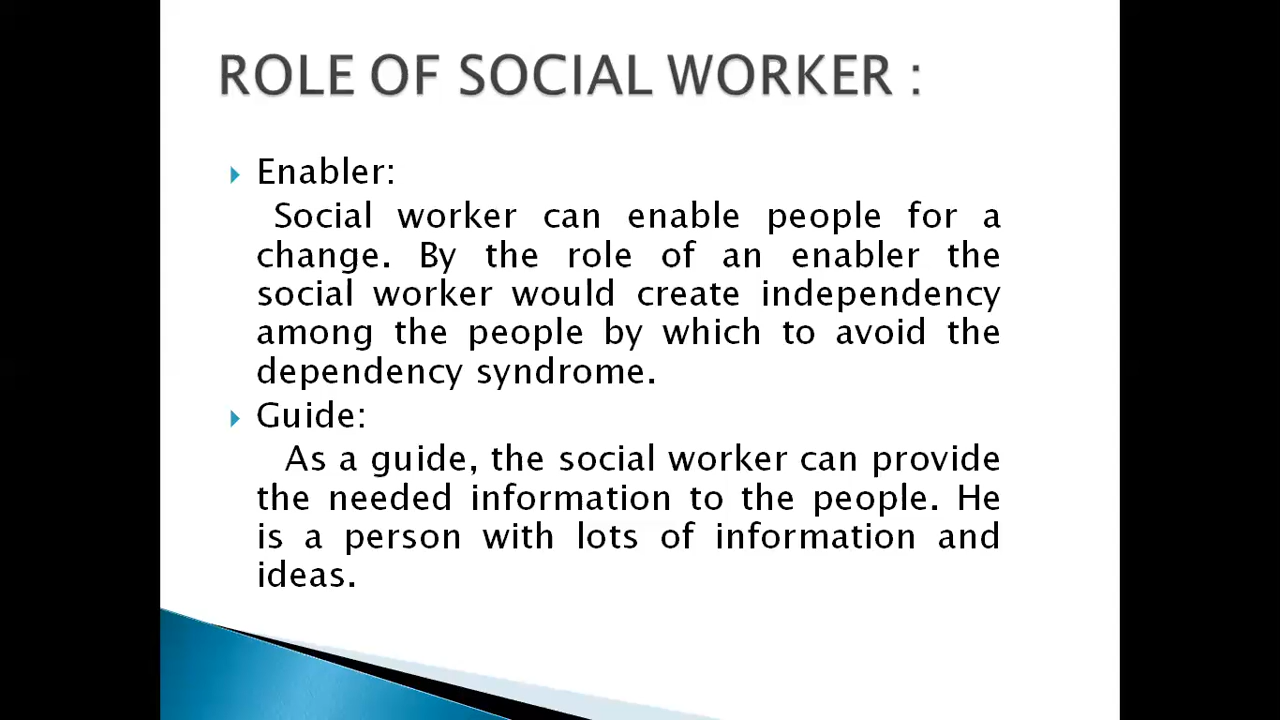 ROLE OF SOCIAL WORKER :
Enabler:
Social worker can enable people for a
change. By the role of an enabler the
social worker would create independency
among the people by which to avoid the
dependency syndrome.
Guide:
As a guide, the social worker can provide
the needed information to the people. He
is a person with lots of information and
ideas.